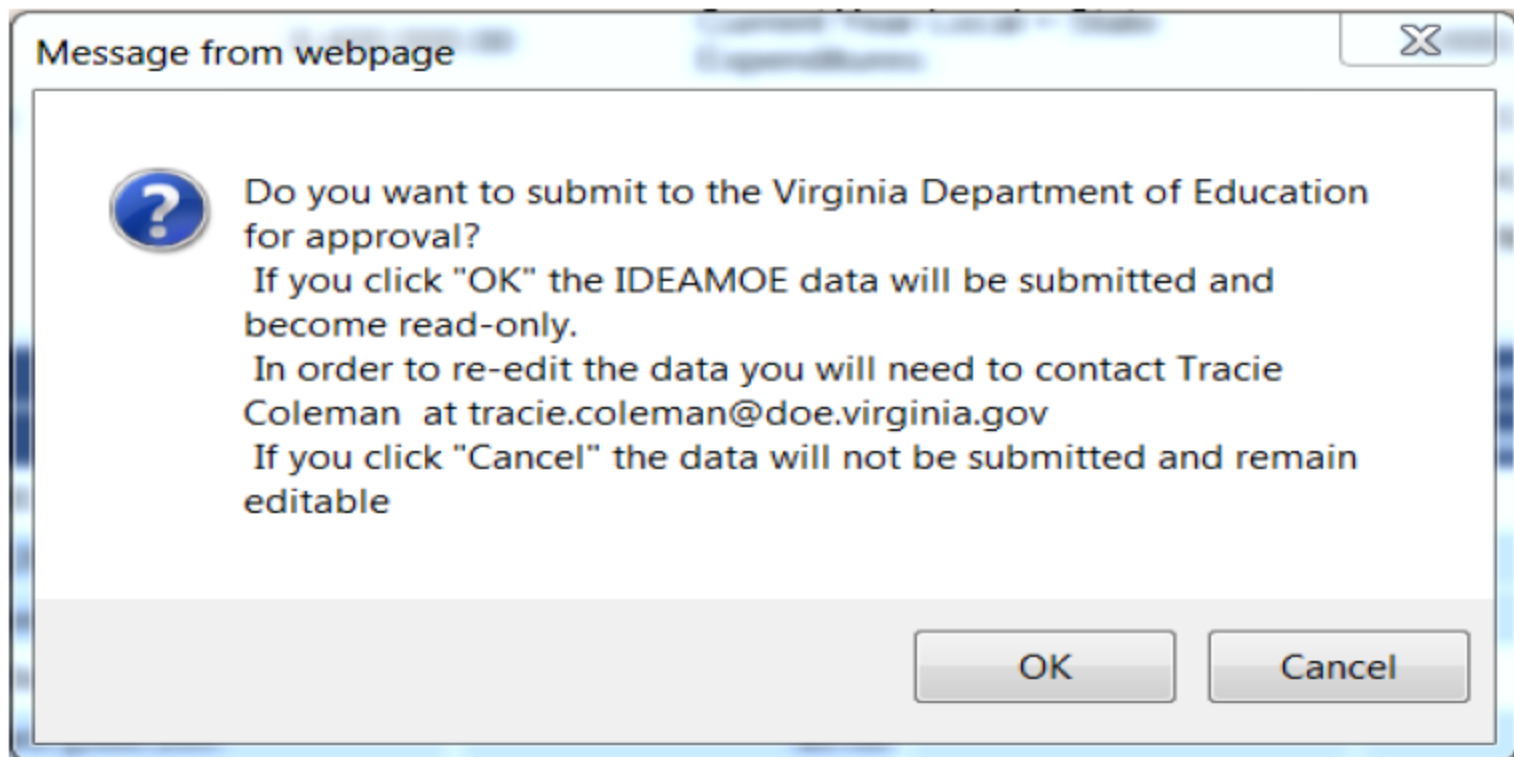 Message from webpage
Do you want to submit to the Virginia Department of Education
for approval?
If you click "OK" the IDEAMOE data will be submitted and
become read-only.
In order to re-edit the data you will need to contact Tracie
Coleman  at tracie.coleman@doe.virginia.gov
If you click "Cancel" the data will not be submitted and remain
editable
OK
Cancel